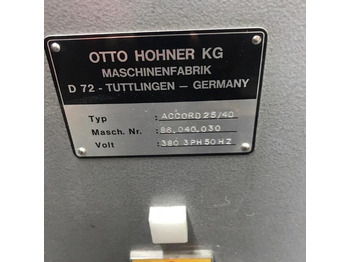 OTTO HOHNER KG
MASCHINENFABRIK
D 72 - TUTTLINGEN - GERMANY
Typ : ACCORD 25/40
Masch. Nr. : 88.040.030
Volt : 380 3PH 50HZ